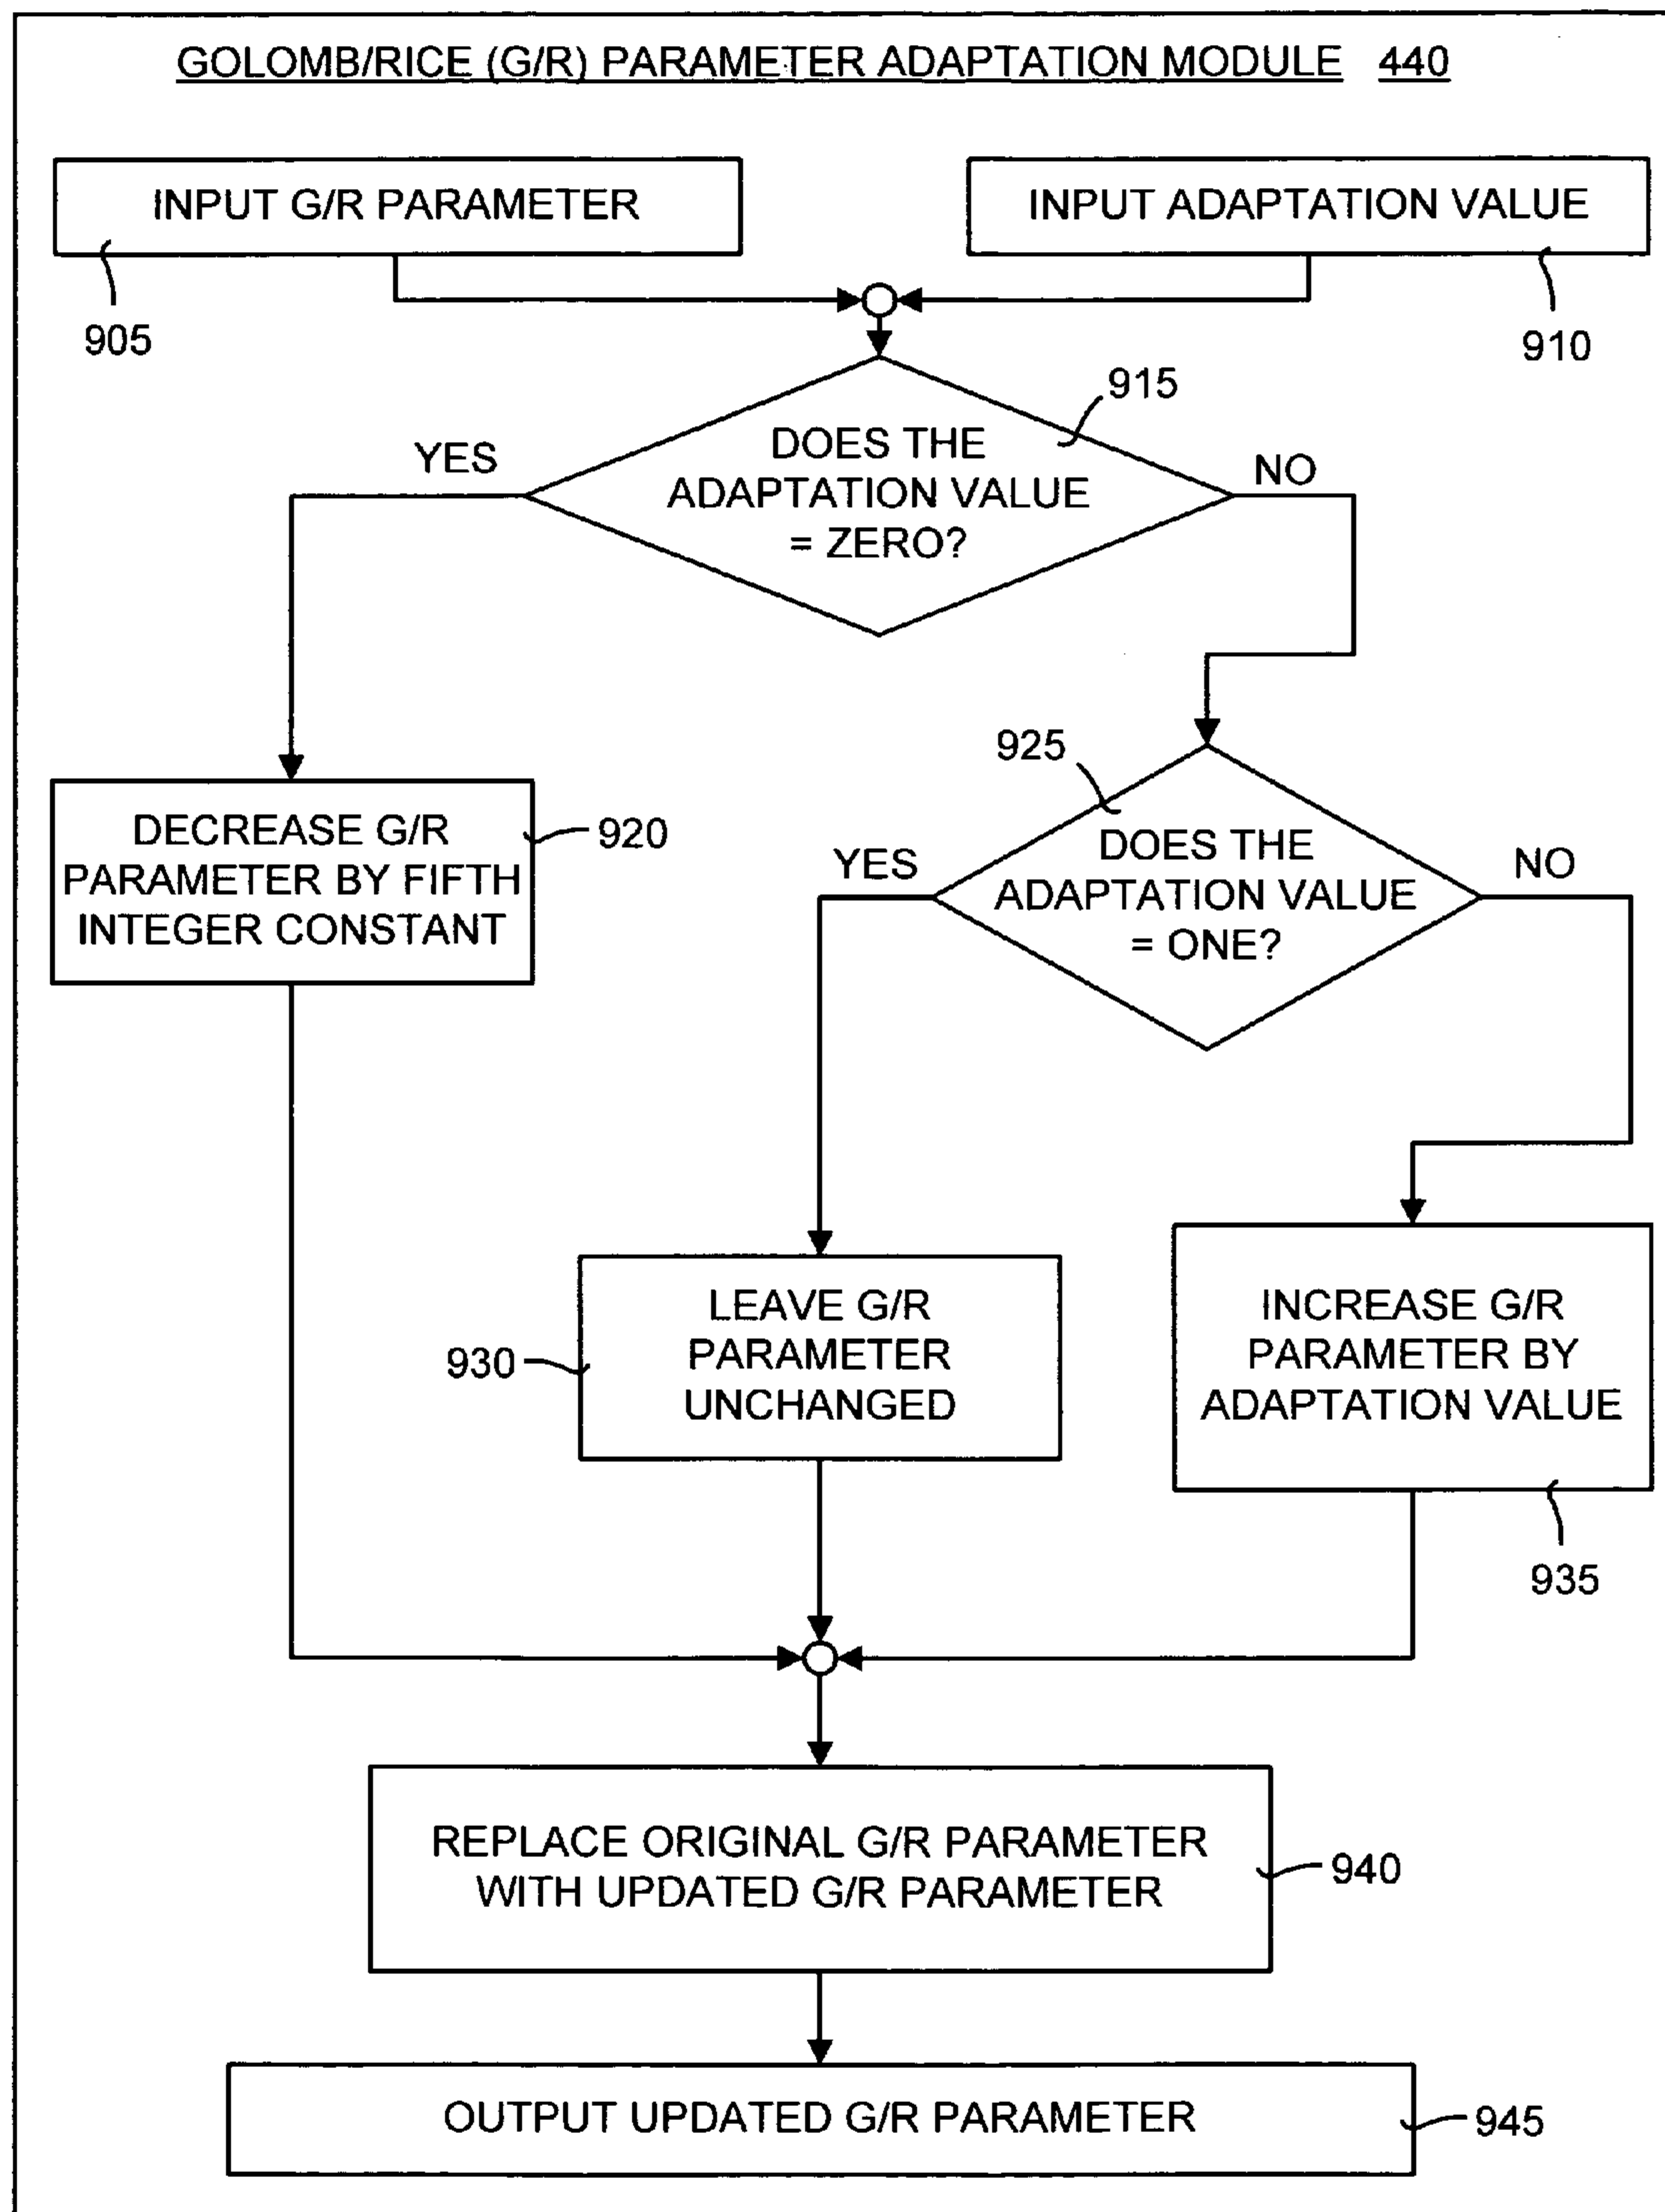 GOLOMB/RICE (G/R) PARAMETER ADAPTATION MODULE 440
INPUT G/R PARAMETER
905
INPUT ADAPTATION VALUE
910
915
DOES THE
ADAPTATION VALUE
= ZERO?
YES
NO
DECREASE G/R
PARAMETER BY FIFTH
INTEGER CONSTANT
920
925
DOES THE
ADAPTATION VALUE
= ONE?
YES
NO
LEAVE G/R
PARAMETER
UNCHANGED
930
INCREASE G/R
PARAMETER BY
ADAPTATION VALUE
935
REPLACE ORIGINAL G/R PARAMETER
WITH UPDATED G/R PARAMETER
940
OUTPUT UPDATED G/R PARAMETER
945